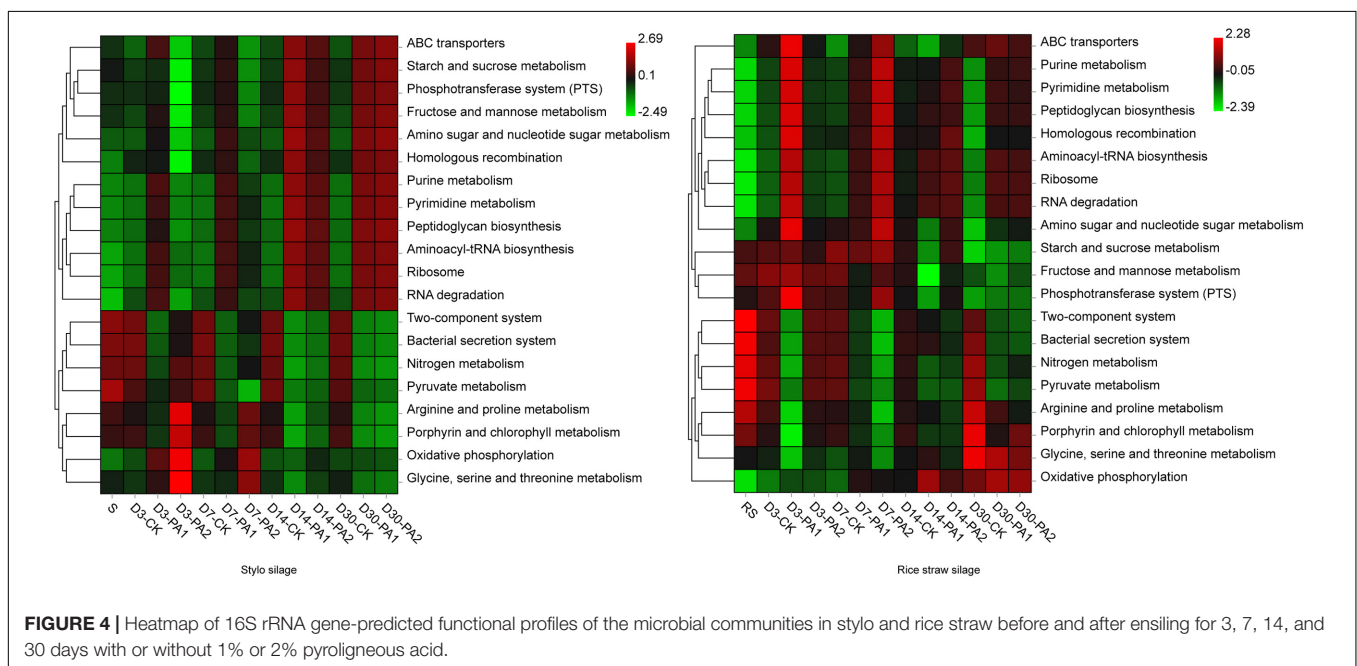 ABC transporters
Starch and sucrose metabolism
Phosphotransferase system (PTS)
Fructose and mannose metabolism
Amino sugar and nucleotide sugar metabolism
Homologous recombination
Purine metabolism
Pyrimidine metabolism
Peptidoglycan biosynthesis
Aminoacyl-tRNA biosynthesis
Ribosome
RNA degradation
Two-component system
Bacterial secretion system
Nitrogen metabolism
Pyruvate metabolism
Arginine and proline metabolism
Porphyrin and chlorophyll metabolism
Oxidative phosphorylation
Glycine, serine and threonine metabolism
2.69
0.1
-2.49
S
D3-CK
D3-PA1
D3-PA2
D7-CK
D7-PA1
D7-PA2
D14-CK
D14-PA1
D14-PA2
D30-CK
D30-PA1
D30-PA2
Stylo silage
ABC transporters
Purine metabolism
Pyrimidine metabolism
Peptidoglycan biosynthesis
Homologous recombination
Aminoacyl-tRNA biosynthesis
Ribosome
RNA degradation
Amino sugar and nucleotide sugar metabolism
Starch and sucrose metabolism
Fructose and mannose metabolism
Phosphotransferase system (PTS)
Two-component system
Bacterial secretion system
Nitrogen metabolism
Pyruvate metabolism
Arginine and proline metabolism
Porphyrin and chlorophyll metabolism
Glycine, serine and threonine metabolism
Oxidative phosphorylation
2.28
-0.05
-2.39
RS
D3-CK
D3-PA1
D3-PA2
D7-CK
D7-PA1
D7-PA2
D14-CK
D14-PA1
D14-PA2
D30-CK
D30-PA1
D30-PA2
Rice straw silage
FIGURE 4 | Heatmap of 16S rRNA gene-predicted functional profiles of the microbial communities in stylo and rice straw before and after ensiling for 3, 7, 14, and
30 days with or without 1% or 2% pyroligneous acid.